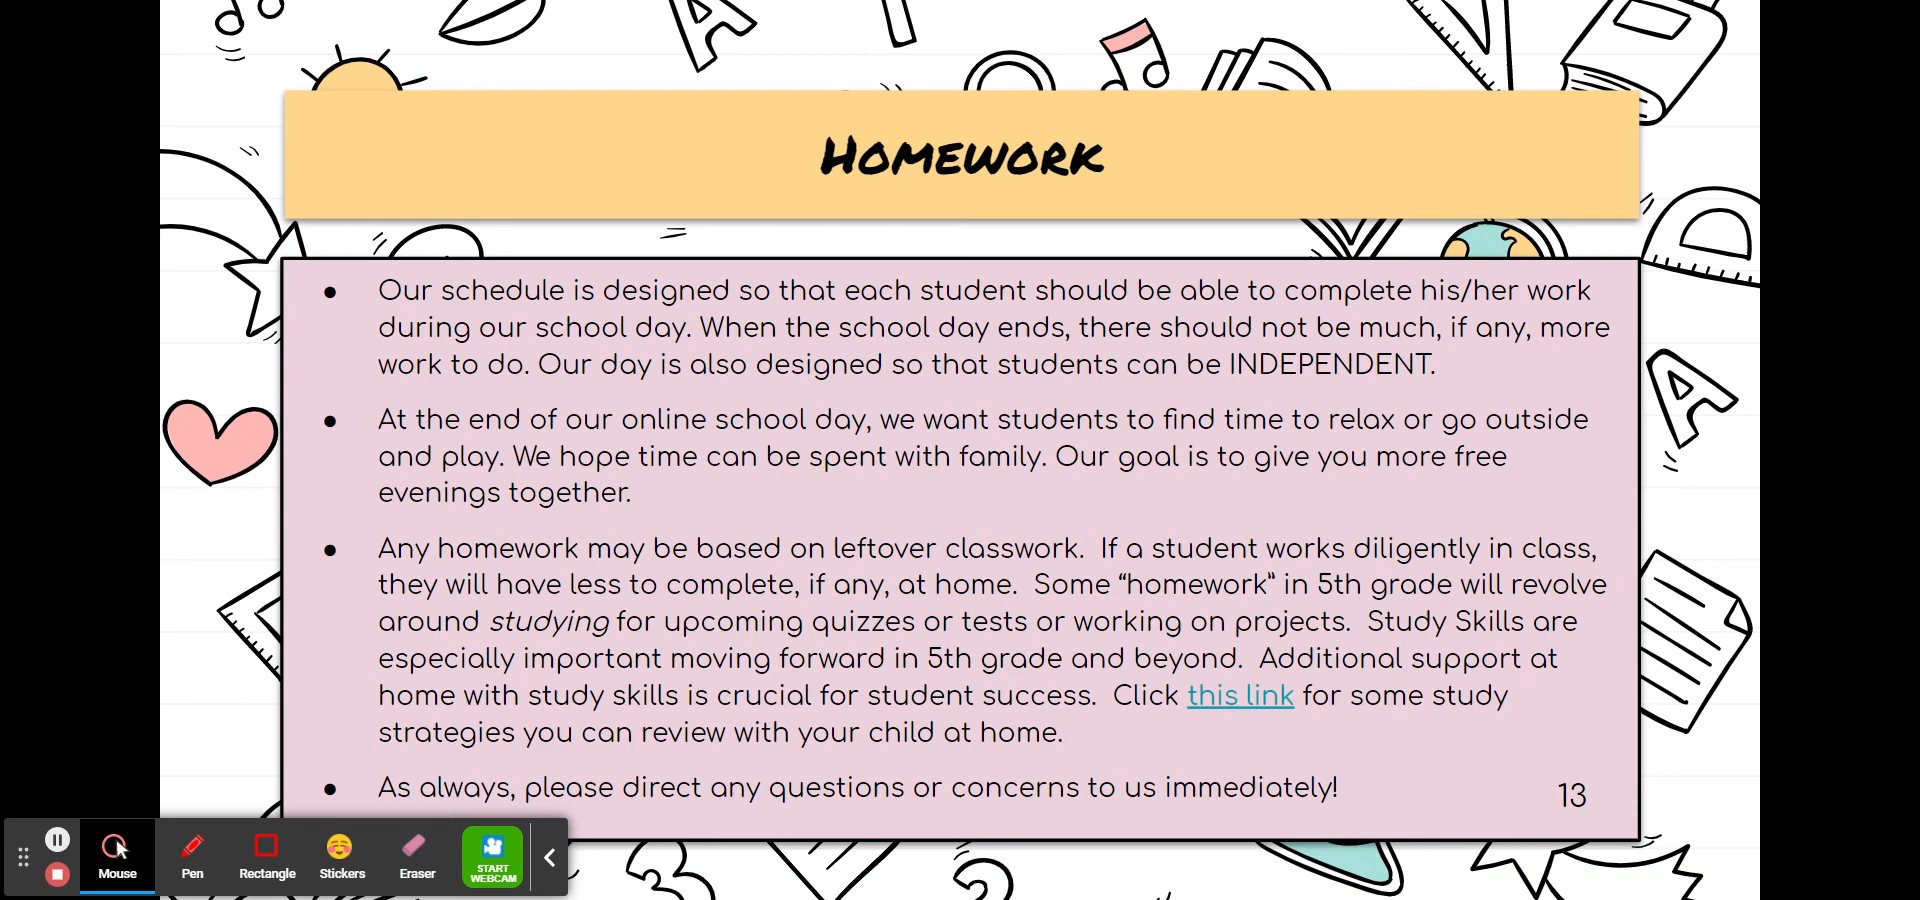 HOMEWORK
● Our schedule is designed so that each student should be able to complete his/her work
during our school day. When the school day ends, there should not be much, if any, more
work to do. Our day is also designed so that students can be INDEPENDENT.
● At the end of our online school day, we want students to find time to relax or go outside
and play. We hope time can be spent with family. Our goal is to give you more free
evenings together.
● Any homework may be based on leftover classwork.  If a student works diligently in class,
they will have less to complete, if any, at home.  Some “homework” in 5th grade will revolve
around studying for upcoming quizzes or tests or working on projects.  Study Skills are
especially important moving forward in 5th grade and beyond.  Additional support at
home with study skills is crucial for student success.  Click this link for some study
strategies you can review with your child at home.
● As always, please direct any questions or concerns to us immediately!
13
Mouse
Pen
Rectangle
Stickers
Eraser
START
WEBCAM
A
A
3
2